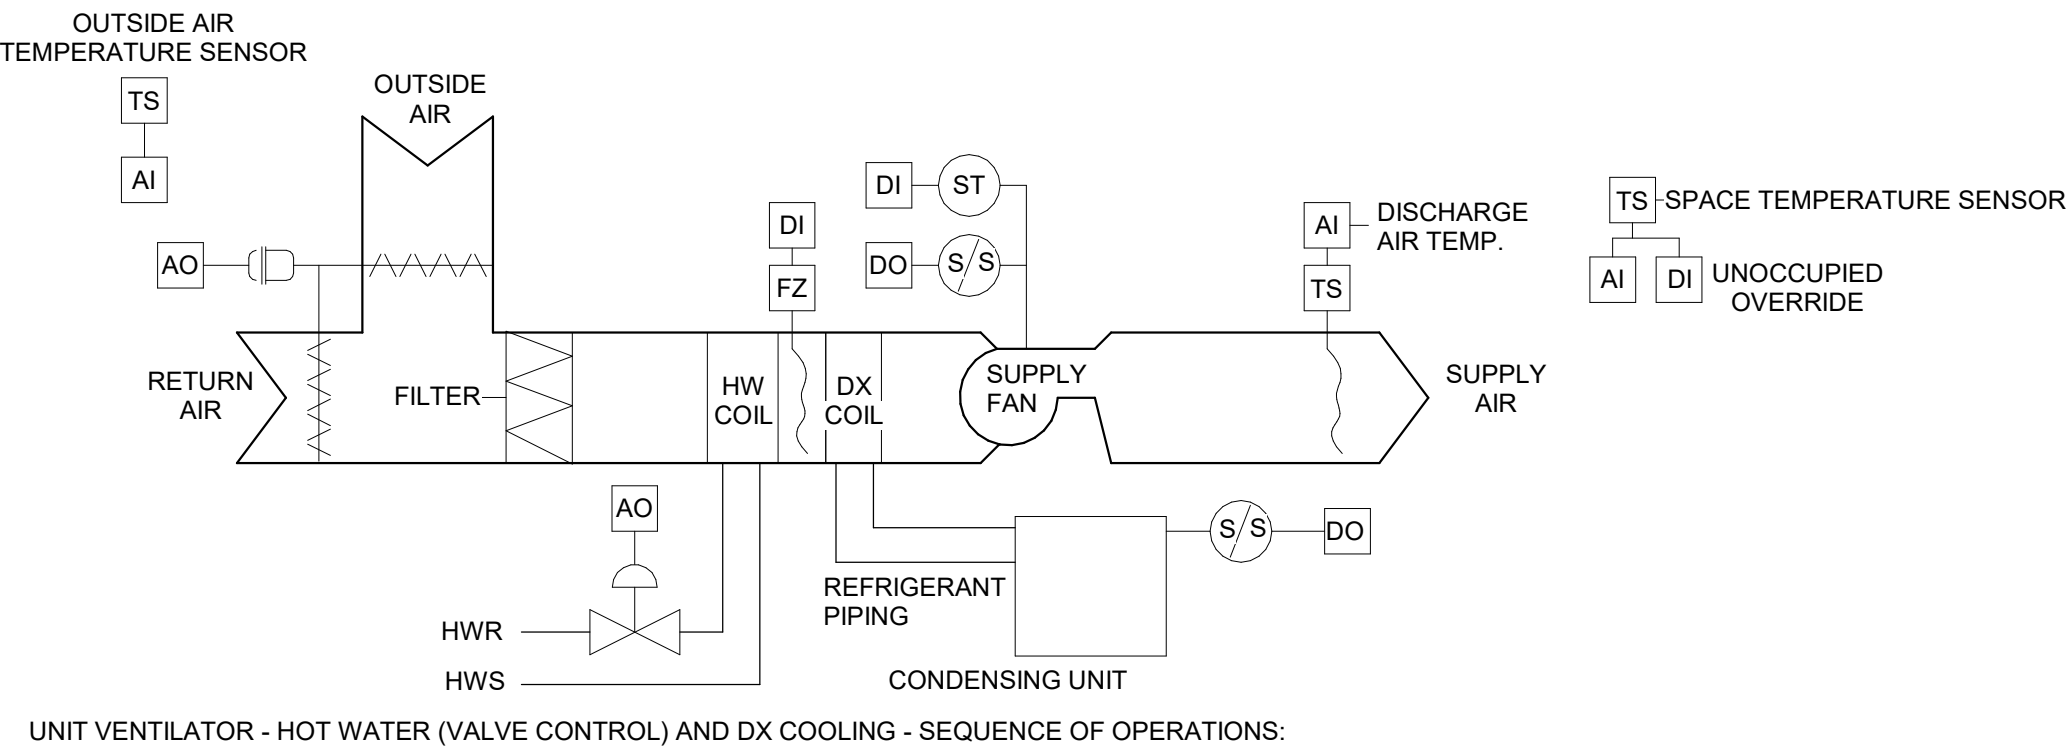 OUTSIDE AIR
TEMPERATURE SENSOR
TS
AI
OUTSIDE
AIR
AO
DI
FZ
DI
ST
DO
S/S
AI
DISCHARGE
AIR TEMP.
TS
TS
SPACE TEMPERATURE SENSOR
AI
DI
UNOCCUPIED
OVERRIDE
RETURN
AIR
FILTER
HW
COIL
DX
COIL
SUPPLY
FAN
SUPPLY
AIR
AO
HWR
HWS
REFRIGERANT
PIPING
S/S
DO
CONDENSING UNIT
UNIT VENTILATOR - HOT WATER (VALVE CONTROL) AND DX COOLING - SEQUENCE OF OPERATIONS: